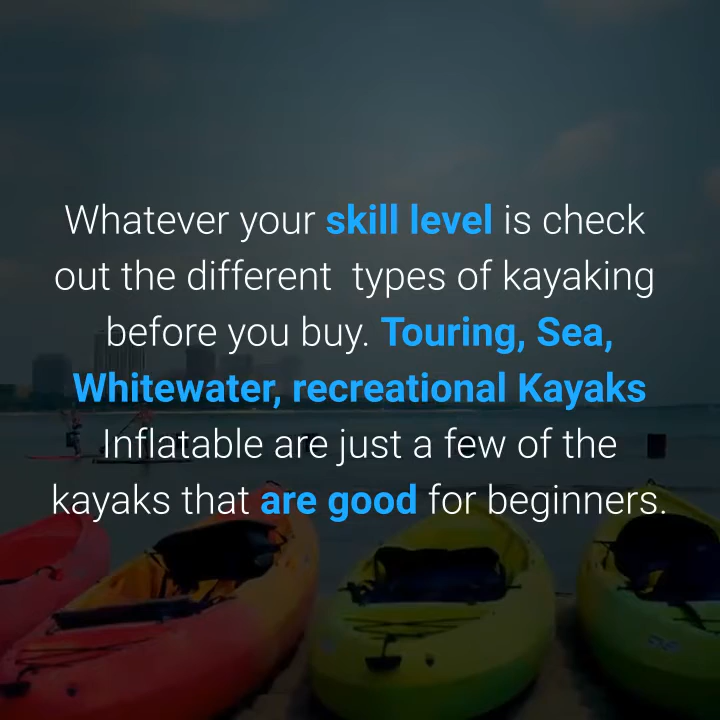 Whatever your skill level is check
out the different  types of kayaking
before you buy. Touring, Sea,
Whitewater, recreational Kayaks
Inflatable are just a few of the
kayaks that are good for beginners.